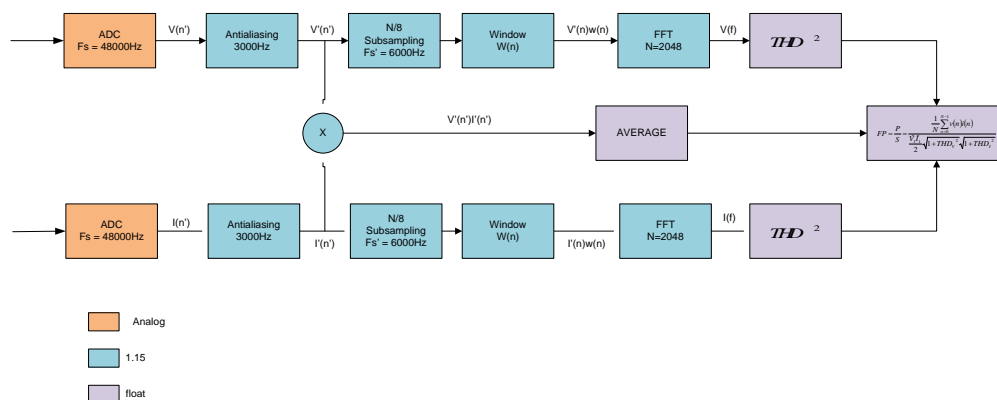 ADC
Fs = 48000Hz
V(n')
Antialiasing
3000Hz
V'(n')
N/8
Subsampling
Fs' = 6000Hz
Window
W(n)
V'(n)w(n)
FFT
N=2048
V(f)
THD 2
X
V'(n')I'(n')
AVERAGE
ADC
Fs = 48000Hz
I(n')
Antialiasing
3000Hz
I'(n')
N/8
Subsampling
Fs' = 6000Hz
Window
W(n)
I'(n)w(n)
FFT
N=2048
I(f)
THD 2
Analog
1.15
float